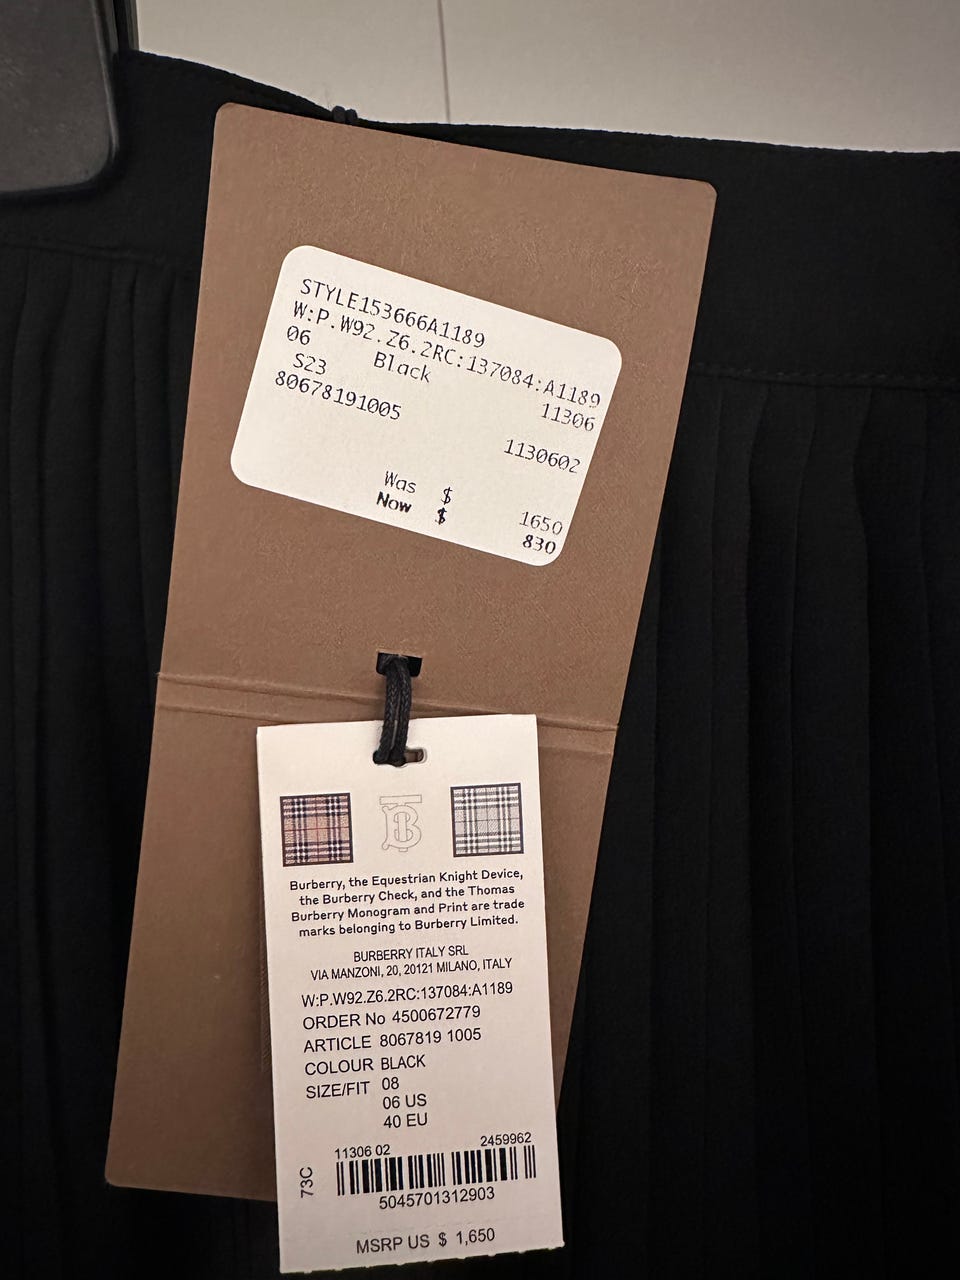 STYLE153666A1189
W:P.W92.Z6.2RC:137084:A1189
06 Black 11306
S23
80678191005 1130602
Was $ 1650
Now $ 830
B
Burberry, the Equestrian Knight Device,
the Burberry Check, and the Thomas
Burberry Monogram and Print are trade
marks belonging to Burberry Limited.
BURBERRY ITALY SRL
VIA MANZONI, 20, 20121 MILANO, ITALY
W:P.W92.Z6.2RC:137084:A1189
ORDER No 4500672779
ARTICLE 8067819 1005
COLOUR BLACK
SIZE/FIT 08
06 US
40 EU
11306 02 2459962
73C
5045701312903
MSRP US $ 1,650